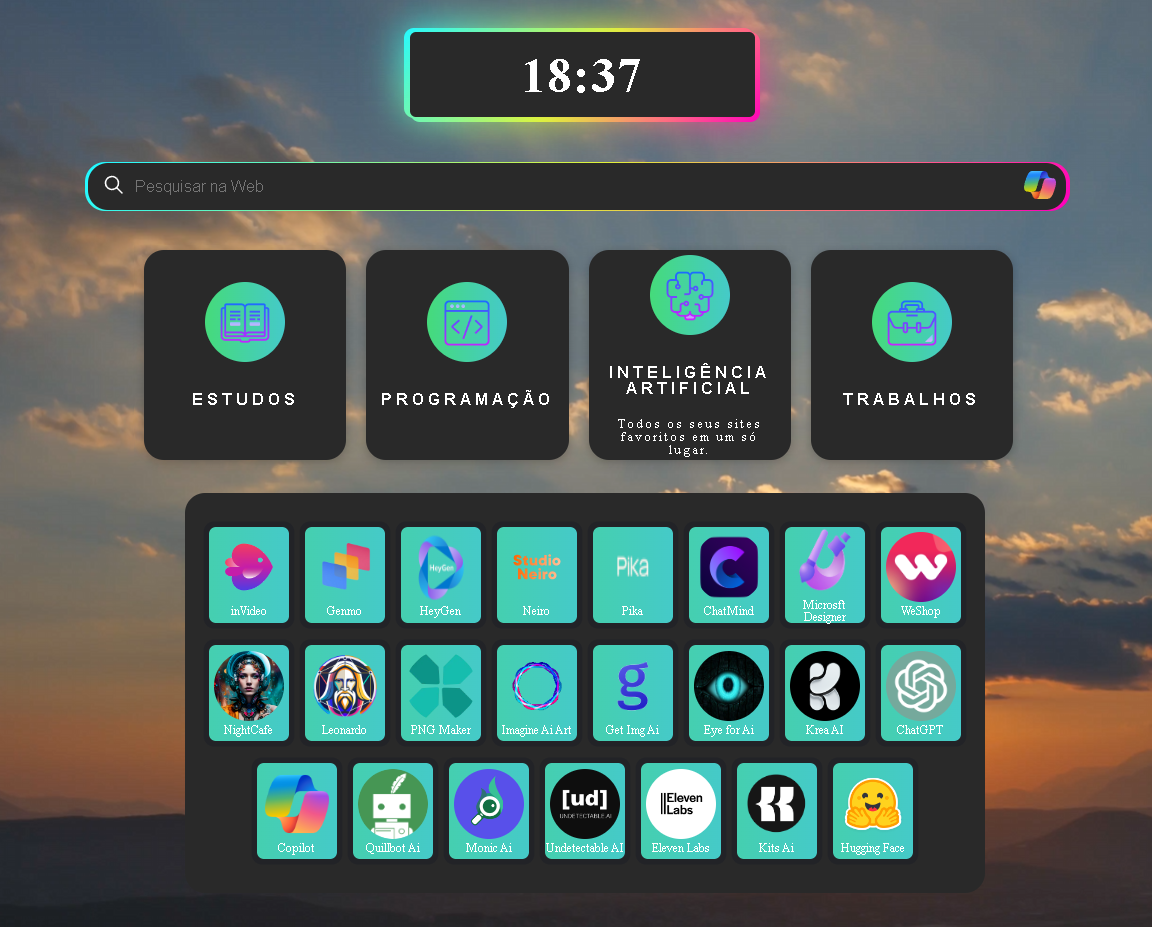 18:37
Pesquisar na Web
ESTUDOS
PROGRAMAÇÃO
INTELIGÊNCIA
ARTIFICIAL
Todos os seus sites
favoritos em um só
lugar.
TRABALHOS
inVideo
Genmo
HeyGen
HeyGen
Studio
Neiro
Neiro
Pika
Pika
ChatMind
Microsft
Designer
WeShop
NightCafe
Leonardo
PNG Maker
Imagine Ai Art
g
Get Img Ai
Eye for Ai
Krea AI
ChatGPT
Copilot
Quillbot Ai
Monic Ai
[ud]
UNDETECTABLE AI
Undetectable AI
||Eleven
Labs
Eleven Labs
Kits Ai
Hugging Face